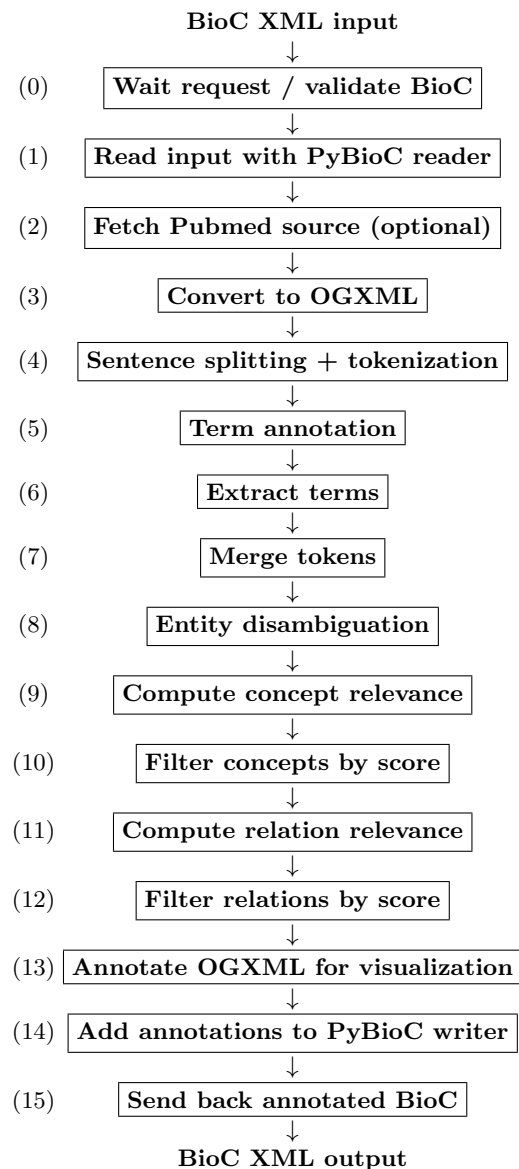 BioC XML input
(0) Wait request / validate BioC
(1) Read input with PyBioC reader
(2) Fetch Pubmed source (optional)
(3) Convert to OGXML
(4) Sentence splitting + tokenization
(5) Term annotation
(6) Extract terms
(7) Merge tokens
(8) Entity disambiguation
(9) Compute concept relevance
(10) Filter concepts by score
(11) Compute relation relevance
(12) Filter relations by score
(13) Annotate OGXML for visualization
(14) Add annotations to PyBioC writer
(15) Send back annotated BioC
BioC XML output